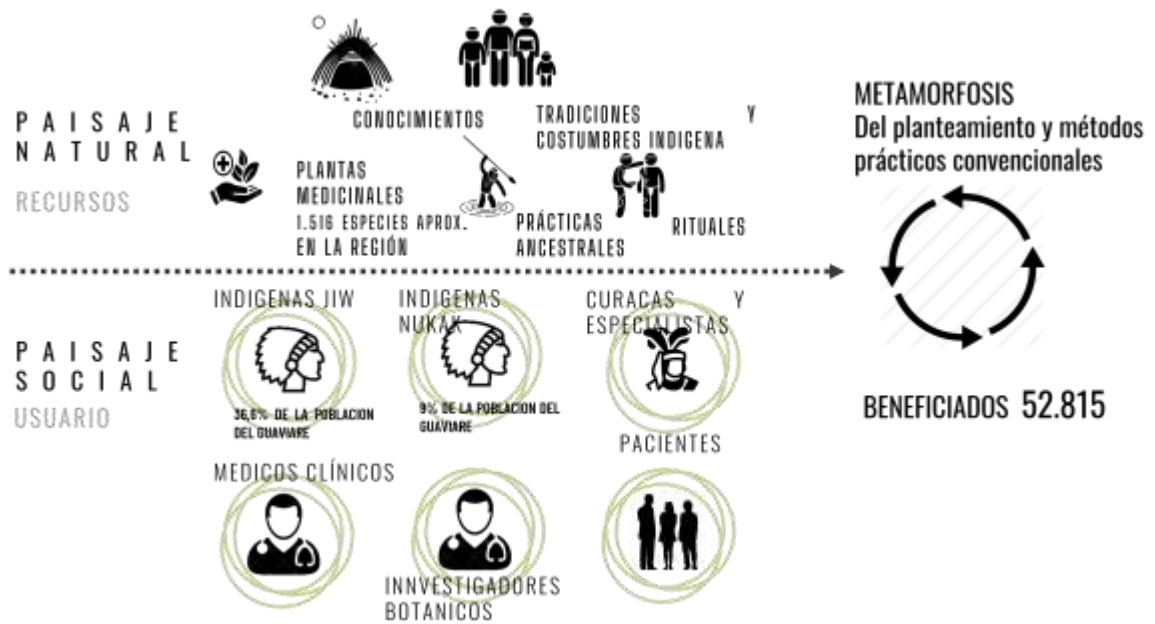 PAISAJE
NATURAL
RECURSOS
CONOCIMIENTOS
TRADICIONES Y
COSTUMBRES INDIGENA
PLANTAS
MEDICINALES
1.516 ESPECIES APROX.
EN LA REGIÓN
PRÁCTICAS
ANCESTRALES
RITUALES
METAMORFOSIS
Del planteamiento y métodos
prácticos convencionales
PAISAJE
SOCIAL
USUARIO
INDIGENAS JIW
36,6% DE LA POBLACION
DEL GUAVIARE
INDIGENAS
NUKAK
9% DE LA POBLACION DEL
GUAVIARE
CURACAS Y
ESPECIALISTAS
PACIENTES
MEDICOS CLÍNICOS
INNVESTIGADORES
BOTANICOS
BENEFICIADOS 52.815